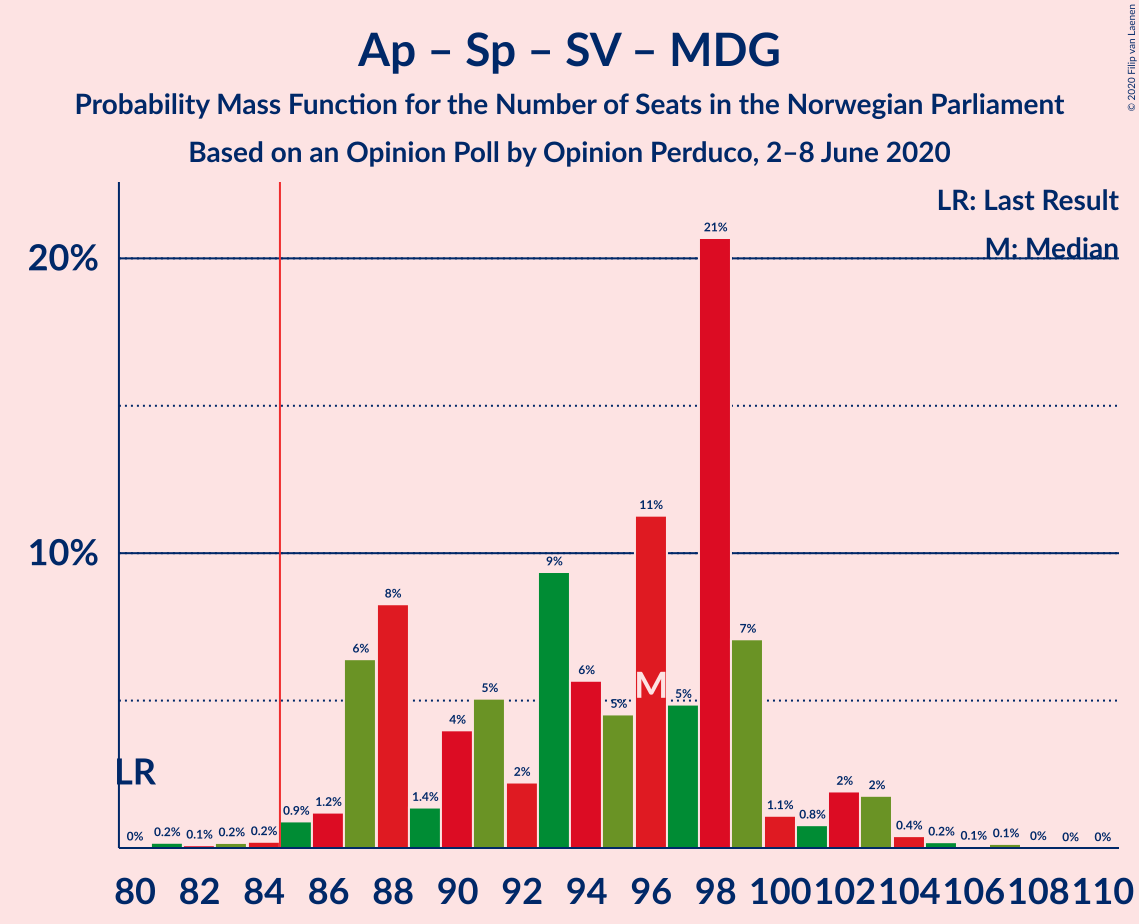 Ap – Sp – SV – MDG
Probability Mass Function for the Number of Seats in the Norwegian Parliament
Based on an Opinion Poll by Opinion Perduco, 2–8 June 2020
© 2020 Filip van Laenen
LR: Last Result
M: Median
20%
10%
LR
M
0% 0.2% 0.1% 0.2% 0.2% 0.9% 1.2% 6% 8% 1.4% 4% 5% 2% 9% 6% 5% 11% 5% 21% 7% 1.1% 0.8% 2% 2% 0.4% 0.2% 0.1% 0.1% 0% 0% 0%
80 82 84 86 88 90 92 94 96 98 100 102 104 106 108 110